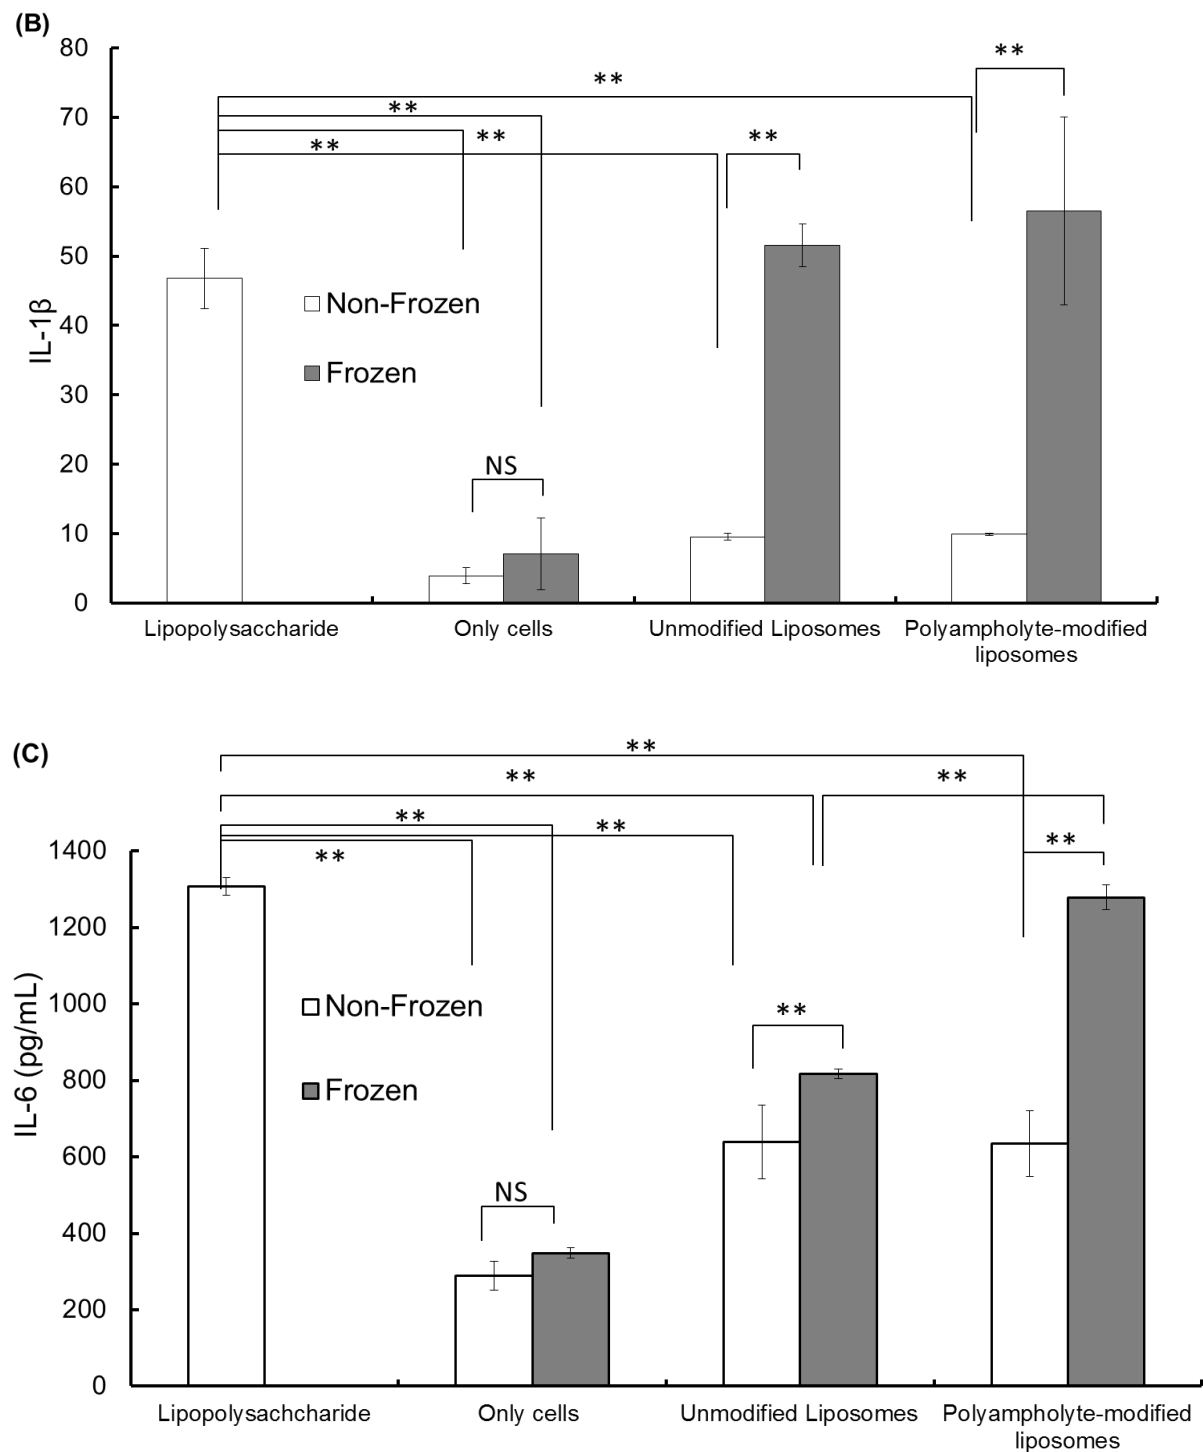 (B)
80
70
60
50
40
30
20
10
0
IL-1β
**
**
**
**
**
**
NS
Non-Frozen
Frozen
Lipopolysaccharide
Only cells
Unmodified Liposomes
Polyampholyte-modified
liposomes
(C)
1400
1200
1000
800
600
400
200
0
IL-6 (pg/mL)
**
**
**
**
**
**
**
**
NS
Non-Frozen
Frozen
Lipopolysachcharide
Only cells
Unmodified Liposomes
Polyampholyte-modified
liposomes